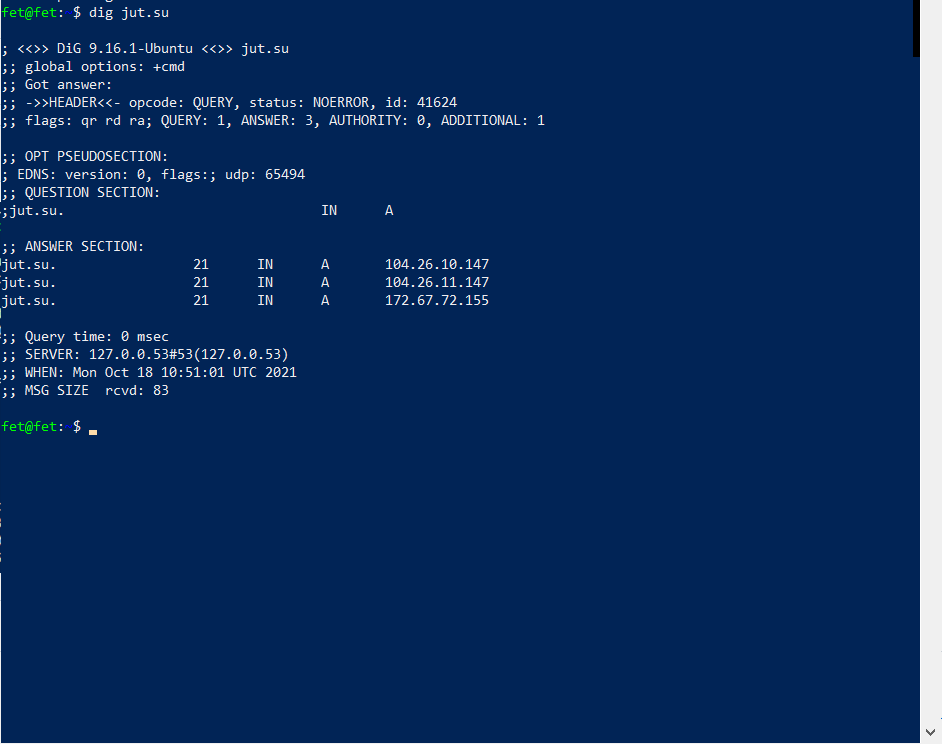 fet@fet: $ dig jut.su
; <<>> DiG 9.16.1-Ubuntu <<>> jut.su
;; global options: +cmd
;; Got answer:
;; ->>HEADER<<- opcode: QUERY, status: NOERROR, id: 41624
;; flags: qr rd ra; QUERY: 1, ANSWER: 3, AUTHORITY: 0, ADDITIONAL: 1
;; OPT PSEUDOSECTION:
; EDNS: version: 0, flags:; udp: 65494
;; QUESTION SECTION:
;jut.su. IN A
;; ANSWER SECTION:
jut.su. 21 IN A 104.26.10.147
jut.su. 21 IN A 104.26.11.147
jut.su. 21 IN A 172.67.72.155
;; Query time: 0 msec
;; SERVER: 127.0.0.53#53(127.0.0.53)
;; WHEN: Mon Oct 18 10:51:01 UTC 2021
;; MSG SIZE  rcvd: 83
fet@fet: $